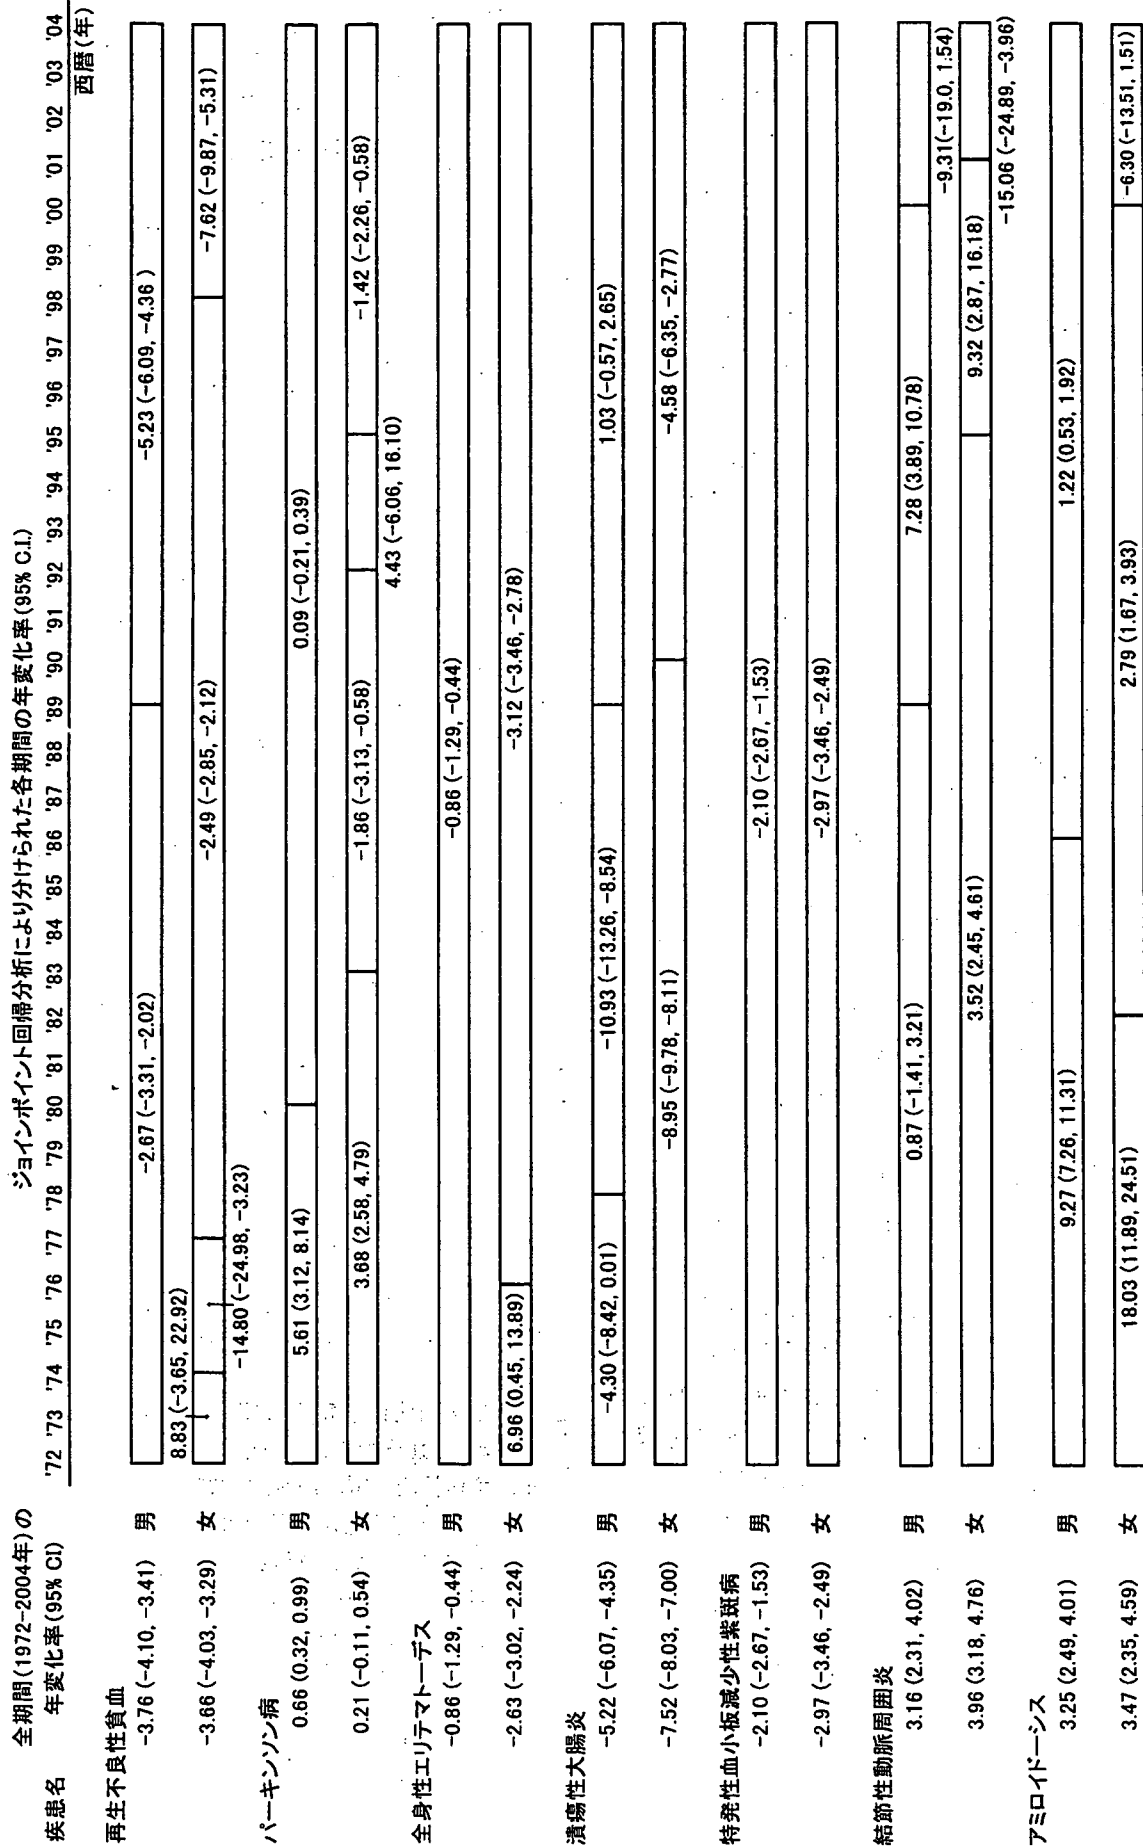 ジョインポイント回帰分析により分けられた各期間の年変化率(95% C.I.)
疾患名 全期間(1972-2004年)の
年変化率(95% CI)
'72 '73 '74 '75 '76 '77 '78 '79 '80 '81 '82 '83 '84 '85 '86 '87 '88 '89 '90 '91 '92 '93 '94 '95 '96 '97 '98 '99 '00 '01 '02 '03 '04
西暦(年)
再生不良性貧血
-3.76 (-4.10, -3.41) 男 -2.67 (-3.31, -2.02) -5.23 (-6.09, -4.36 )
8.83 (-3.65, 22.92)
-3.66 (-4.03, -3.29) 女 -2.49 (-2.85, -2.12) -7.62 (-9.87, -5.31)
-14.80 (-24.98, -3.23)
パーキンソン病
0.66 (0.32, 0.99) 男 5.61 (3.12, 8.14) 0.09 (-0.21, 0.39)
0.21 (-0.11, 0.54) 女 3.68 (2.58, 4.79) -1.86 (-3.13, -0.58) -1.42 (-2.26, -0.58)
4.43 (-6.06, 16.10)
全身性エリテマトーデス
-0.86 (-1.29, -0.44) 男 -0.86 (-1.29, -0.44)
-2.63 (-3.02, -2.24) 女 6.96 (0.45, 13.89) -3.12 (-3.46, -2.78)
潰瘍性大腸炎
-5.22 (-6.07, -4.35) 男 -4.30 (-8.42, 0.01) -10.93 (-13.26, -8.54) 1.03 (-0.57, 2.65)
-7.52 (-8.03, -7.00) 女 -8.95 (-9.78, -8.11) -4.58 (-6.35, -2.77)
特発性血小板減少性紫斑病
-2.10 (-2.67, -1.53) 男 -2.10 (-2.67, -1.53)
-2.97 (-3.46, -2.49) 女 -2.97 (-3.46, -2.49)
結節性動脈周囲炎
3.16 (2.31, 4.02) 男 0.87 (-1.41, 3.21) 7.28 (3.89, 10.78)
-9.31(-19.0, 1.54)
3.96 (3.18, 4.76) 女 3.52 (2.45, 4.61) 9.32 (2.87, 16.18)
-15.06 (-24.89, -3.96)
アミロイドーシス
3.25 (2.49, 4.01) 男 9.27 (7.26, 11.31) 1.22 (0.53, 1.92)
3.47 (2.35, 4.59) 女 18.03 (11.89, 24.51) 2.79 (1.67, 3.93) -6.30 (-13.51, 1.51)